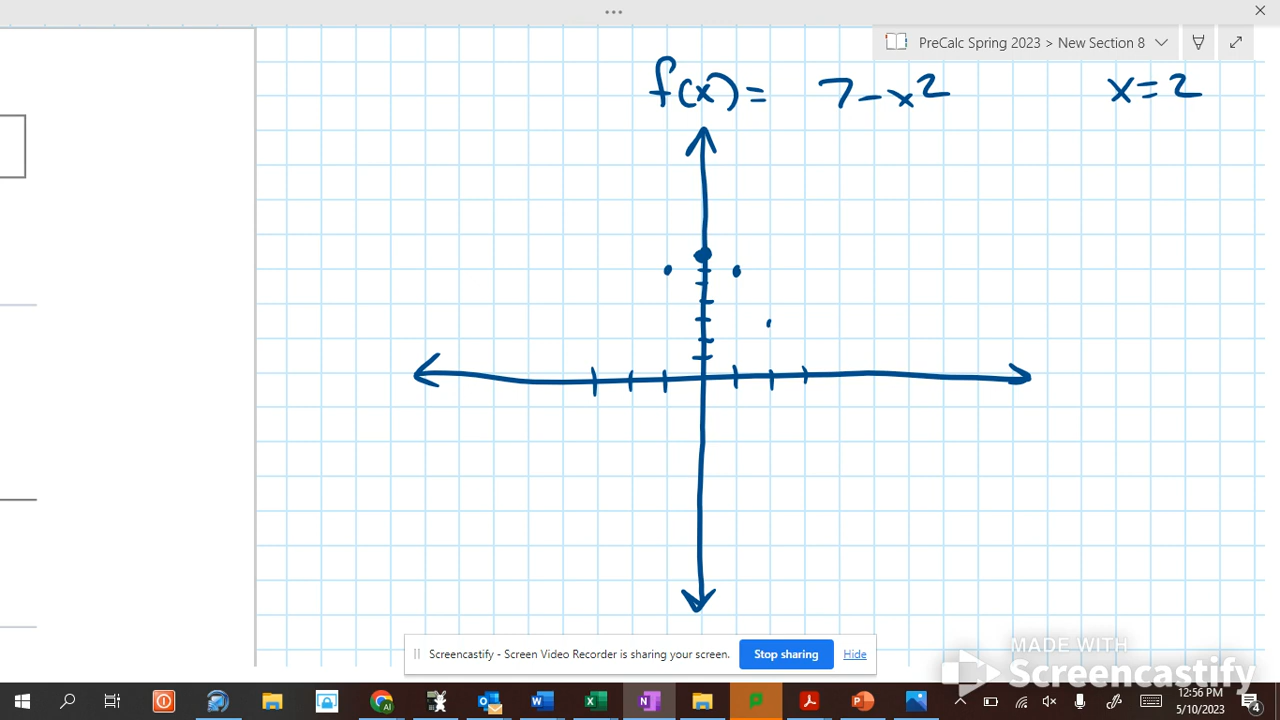 PreCalc Spring 2023 > New Section 8
f(x) = 7 - x²
x = 2
Screencastify - Screen Video Recorder is sharing your screen.
Stop sharing
Hide
MADE WITH
Screencastify
12:56 PM
5/10/2023
4